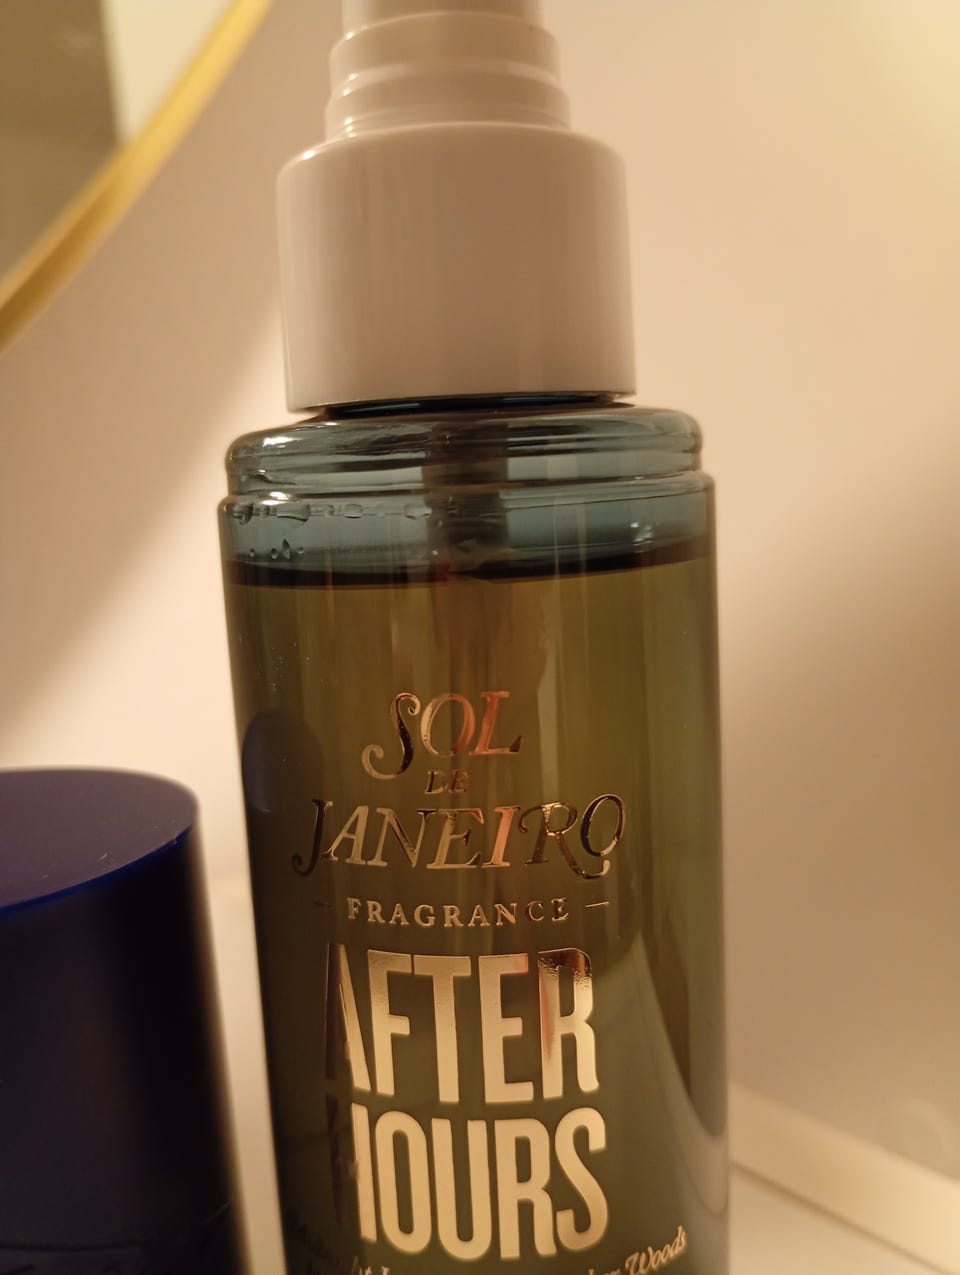 SOL
DE
JANEIRO
FRAGRANCE
AFTER
HOURS
Woods